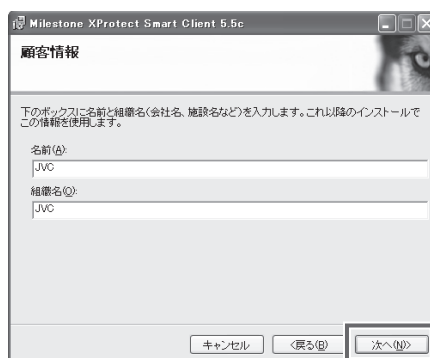 Milestone XProtect Smart Client 5.5c
顧客情報
下のボックスに名前と組織名(会社名、施設名など)を入力します。これ以降のインストールで
この情報を使用します。
名前(A):
JVC
組織名(O):
JVC
キャンセル
<戻る(B)
次へ(N)>